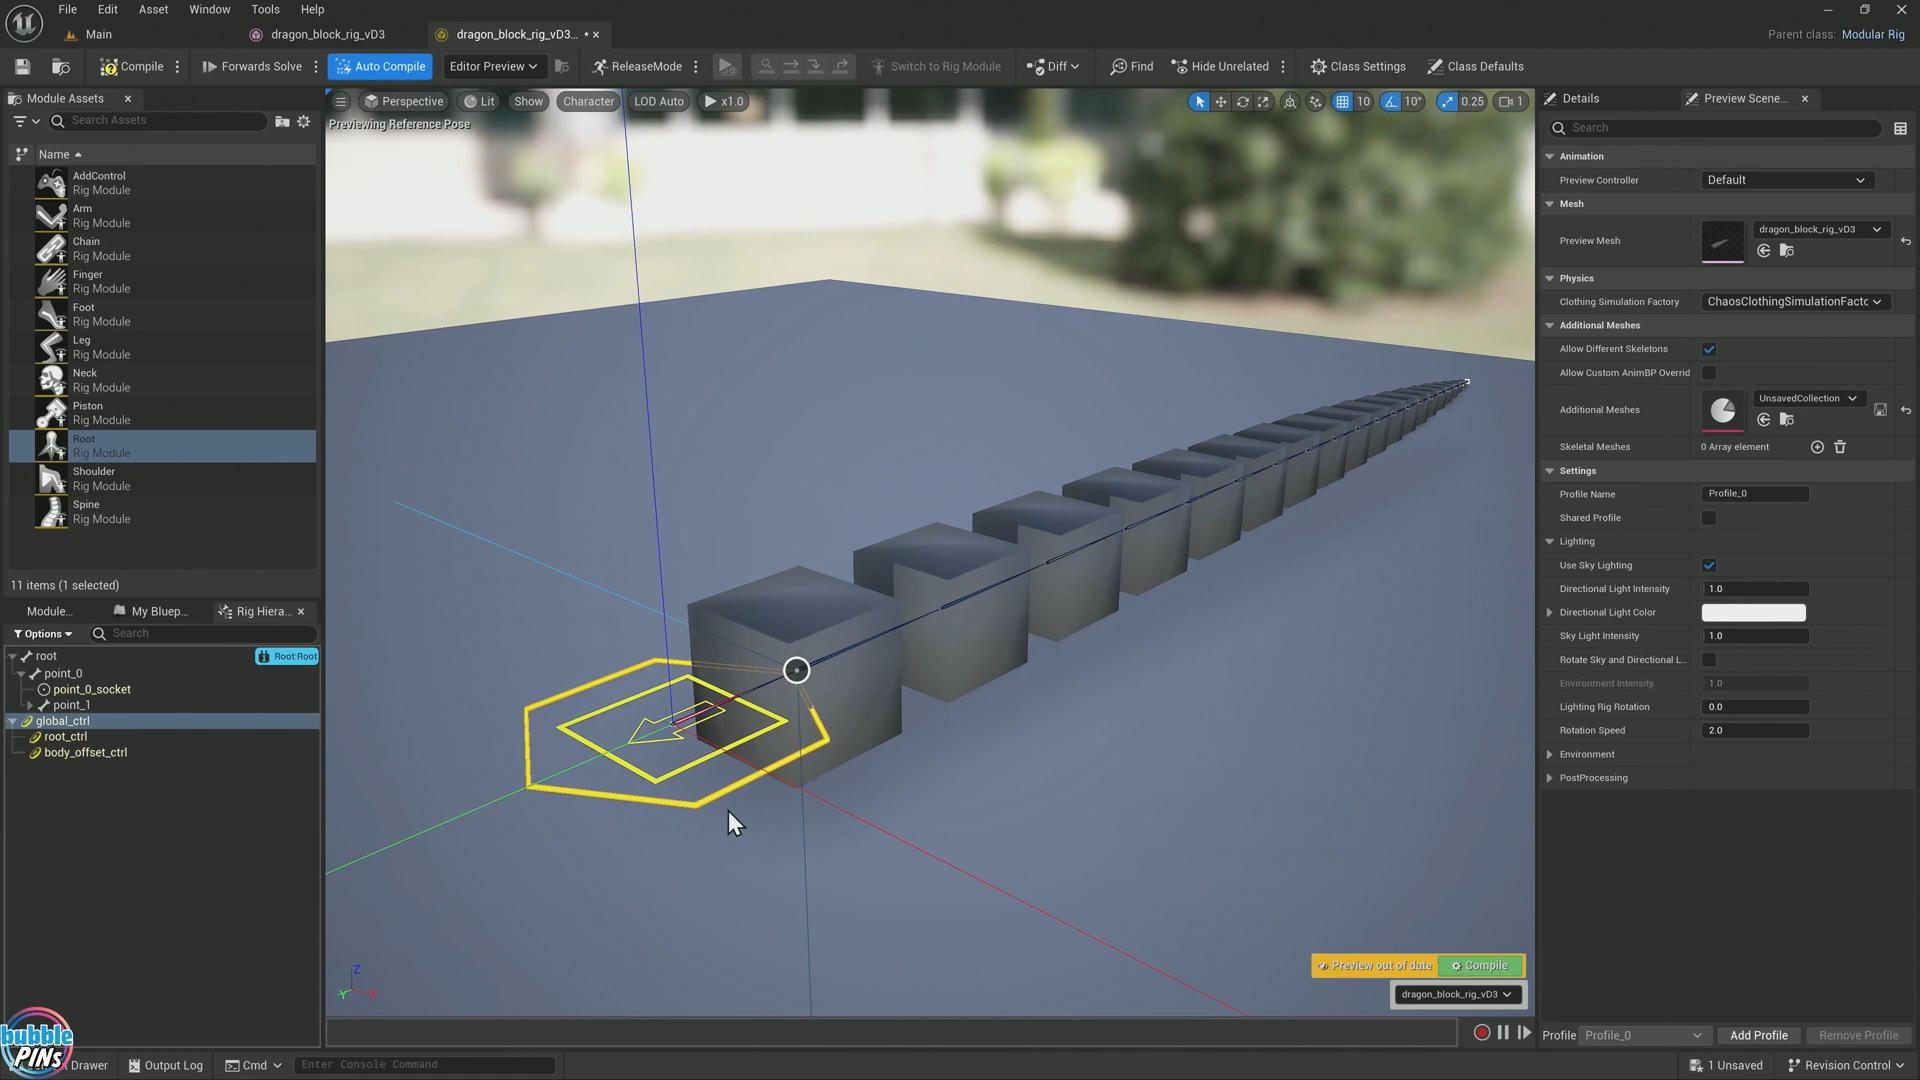 File Edit Asset Window Tools Help
Main dragon_block_rig_vD3 dragon_block_rig_vD3... *
Parent class: Modular Rig
Compile Forwards Solve Auto Compile Editor Preview ReleaseMode Switch to Rig Module Diff Find Hide Unrelated Class Settings Class Defaults
Module Assets
Search Assets
Name
AddControl
Rig Module
Arm
Rig Module
Chain
Rig Module
Finger
Rig Module
Foot
Rig Module
Leg
Rig Module
Neck
Rig Module
Piston
Rig Module
Root
Rig Module
Shoulder
Rig Module
Spine
Rig Module
11 items (1 selected)
Module... My Bluep... Rig Hiera...
Options Search
root Root:Root
point_0
point_0_socket
point_1
global_ctrl
root_ctrl
body_offset_ctrl
Perspective Lit Show Character LOD Auto x1.0 10 10° 0.25 1
Previewing Reference Pose
Z
Y X
Preview out of date Compile
dragon_block_rig_vD3
Details Preview Scene...
Search
Animation
Preview Controller Default
Mesh
Preview Mesh dragon_block_rig_vD3
Physics
Clothing Simulation Factory ChaosClothingSimulationFactc
Additional Meshes
Allow Different Skeletons
Allow Custom AnimBP Overrid
Additional Meshes UnsavedCollection
Skeletal Meshes 0 Array element
Settings
Profile Name Profile_0
Shared Profile
Lighting
Use Sky Lighting
Directional Light Intensity 1.0
Directional Light Color
Sky Light Intensity 1.0
Rotate Sky and Directional L...
Environment Intensity 1.0
Lighting Rig Rotation 0.0
Rotation Speed 2.0
Environment
PostProcessing
Profile Profile_0 Add Profile Remove Profile
bubble
PINs
Drawer Output Log Cmd Enter Console Command 1 Unsaved Revision Control